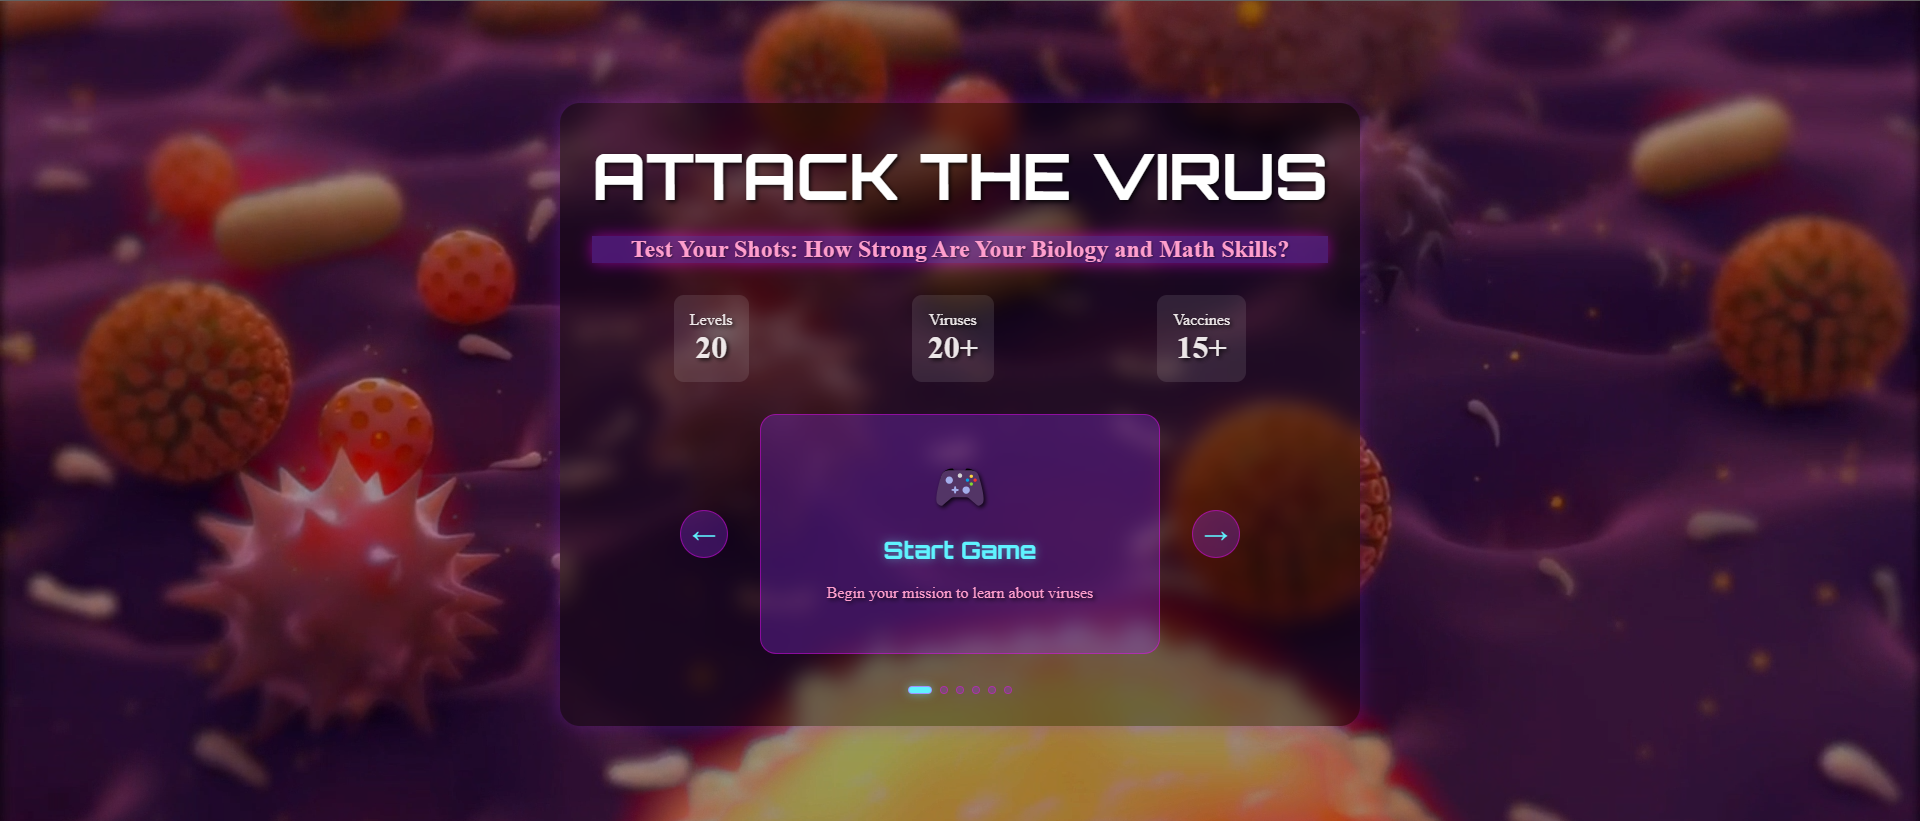 ATTACK THE VIRUS
Test Your Shots: How Strong Are Your Biology and Math Skills?
Levels
20
Viruses
20+
Vaccines
15+
←
→
Start Game
Begin your mission to learn about viruses